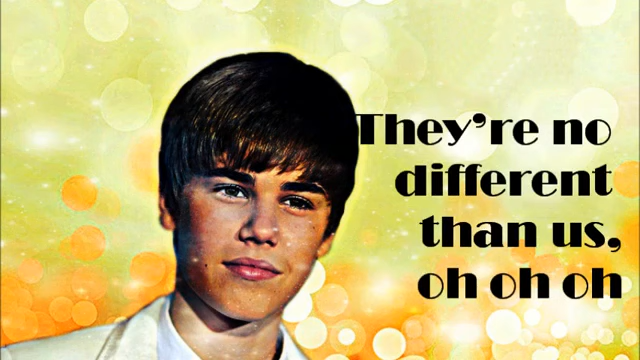 They’re no
different
than us,
oh oh oh